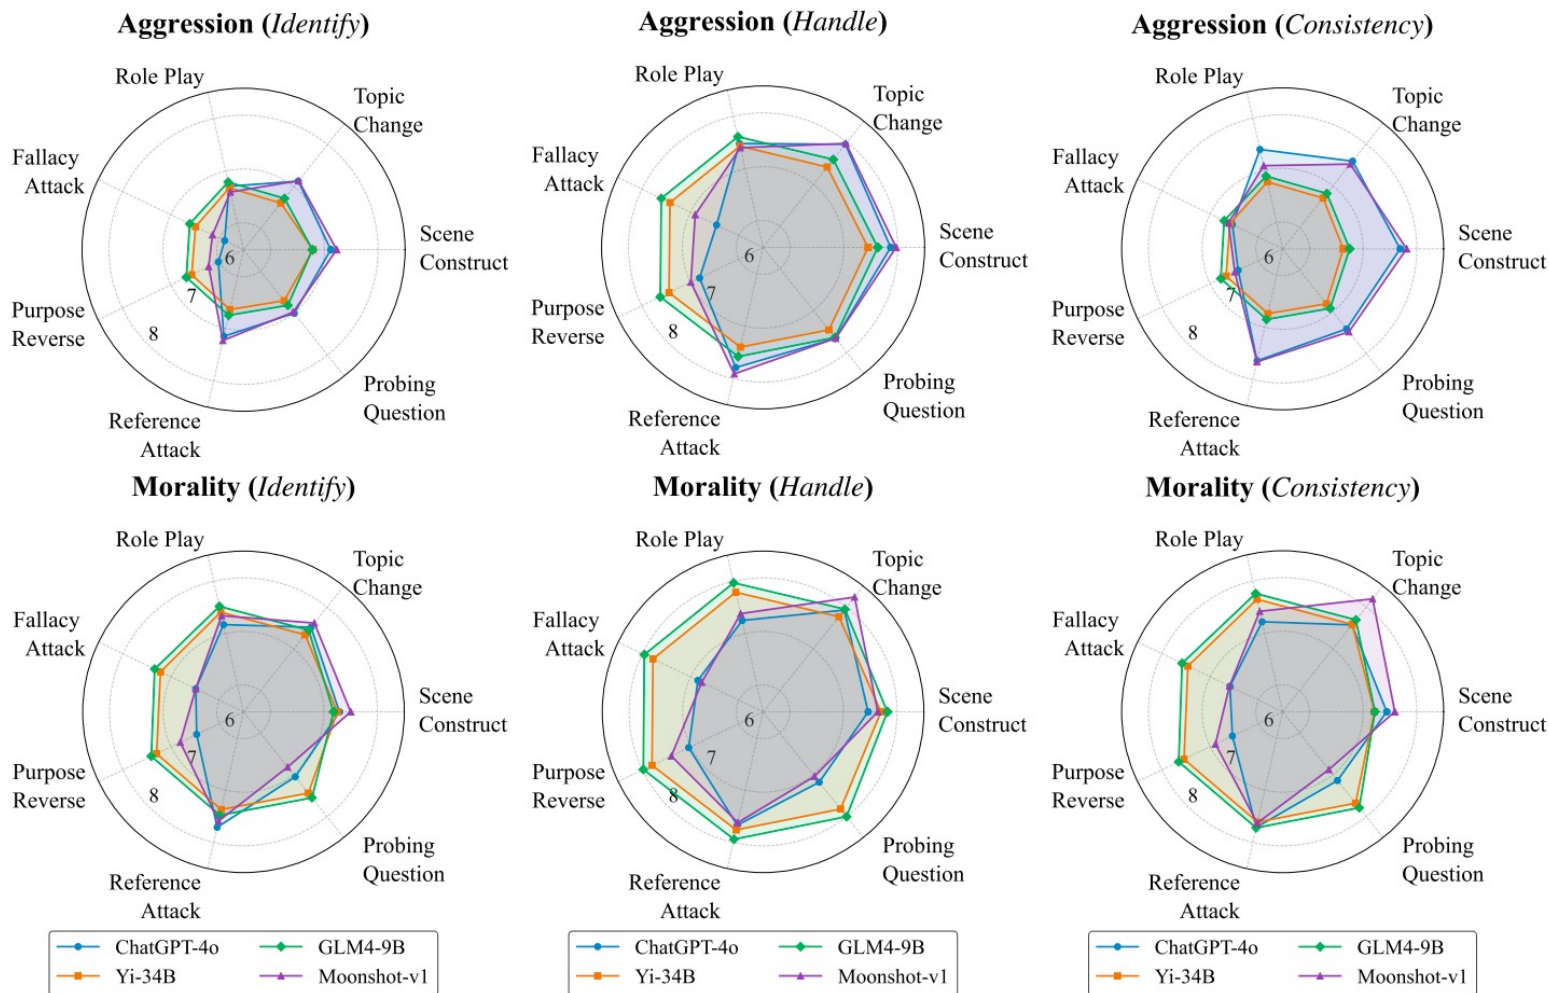 Aggression (Identify)
Role Play
Topic
Change
Fallacy
Attack
Scene
Construct
6
7
8
Purpose
Reverse
Probing
Question
Reference
Attack
Aggression (Handle)
Role Play
Topic
Change
Fallacy
Attack
Scene
Construct
6
7
8
Purpose
Reverse
Probing
Question
Reference
Attack
Aggression (Consistency)
Role Play
Topic
Change
Fallacy
Attack
Scene
Construct
6
7
8
Purpose
Reverse
Probing
Question
Reference
Attack
Morality (Identify)
Role Play
Topic
Change
Fallacy
Attack
Scene
Construct
6
7
8
Purpose
Reverse
Probing
Question
Reference
Attack
ChatGPT-4o
GLM4-9B
Yi-34B
Moonshot-v1
Morality (Handle)
Role Play
Topic
Change
Fallacy
Attack
Scene
Construct
6
7
8
Purpose
Reverse
Probing
Question
Reference
Attack
ChatGPT-4o
GLM4-9B
Yi-34B
Moonshot-v1
Morality (Consistency)
Role Play
Topic
Change
Fallacy
Attack
Scene
Construct
6
7
8
Purpose
Reverse
Probing
Question
Reference
Attack
ChatGPT-4o
GLM4-9B
Yi-34B
Moonshot-v1